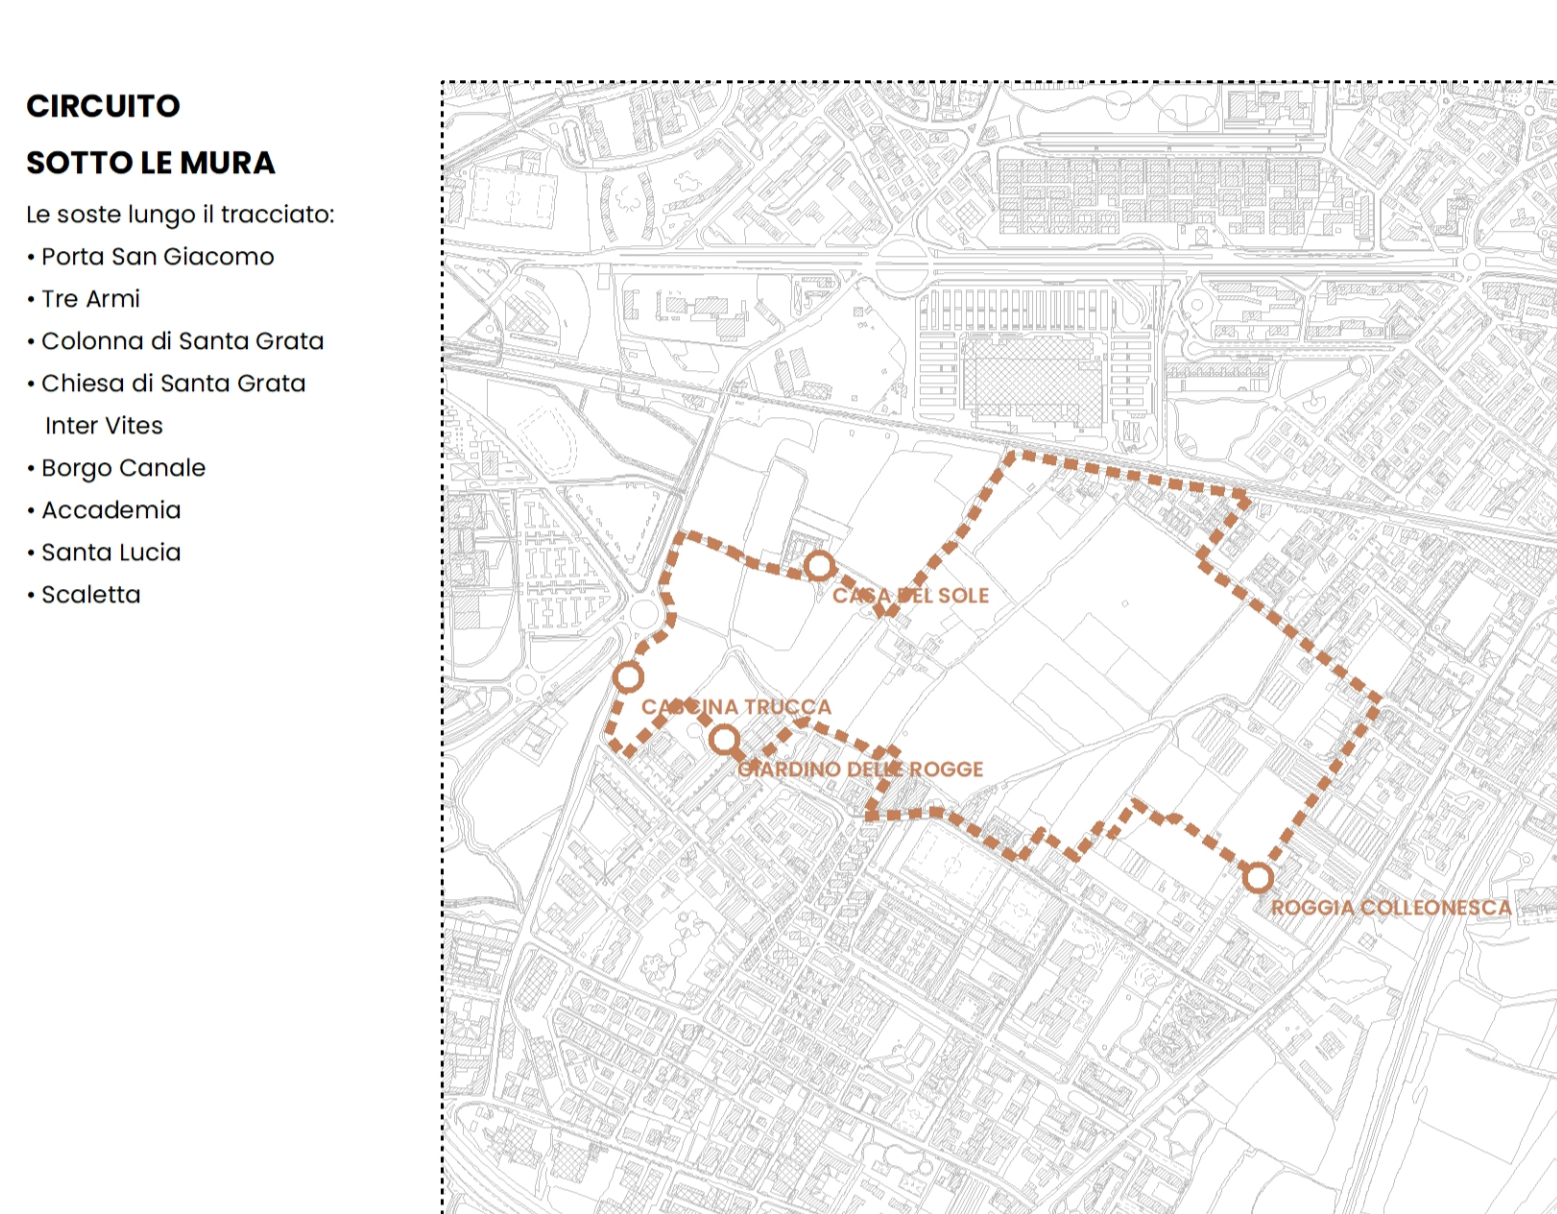 CIRCUITO
SOTTO LE MURA
Le soste lungo il tracciato:
• Porta San Giacomo
• Tre Armi
• Colonna di Santa Grata
• Chiesa di Santa Grata
Inter Vites
• Borgo Canale
• Accademia
• Santa Lucia
• Scaletta
CASA DEL SOLE
CASCINA TRUCCA
GIARDINO DELLE ROGGE
ROGGIA COLLEONESCA